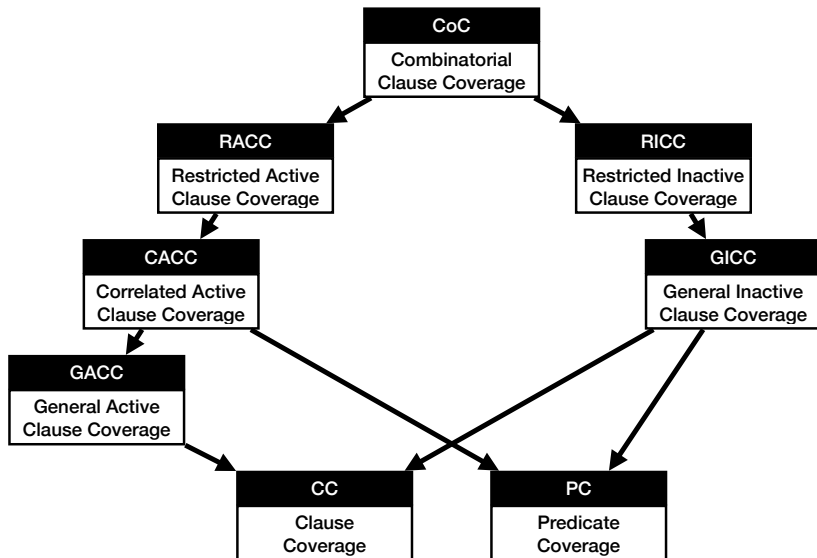 CoC
Combinatorial
Clause Coverage
RACC
Restricted Active
Clause Coverage
RICC
Restricted Inactive
Clause Coverage
CACC
Correlated Active
Clause Coverage
GICC
General Inactive
Clause Coverage
GACC
General Active
Clause Coverage
CC
Clause
Coverage
PC
Predicate
Coverage